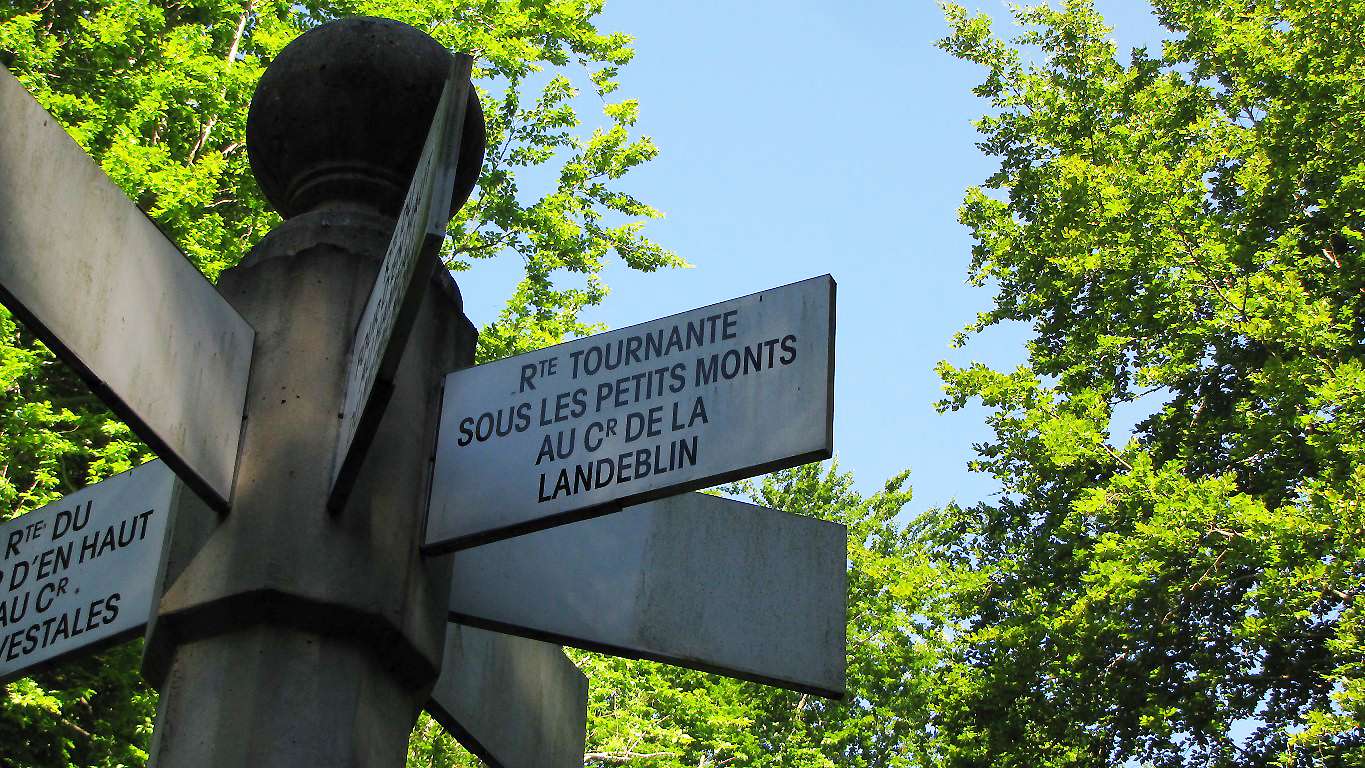 RTE TOURNANTE
SOUS LES PETITS MONTS
AU CR DE LA
LANDEBLIN
RTE DU
D'EN HAUT
AU CR
VESTALES